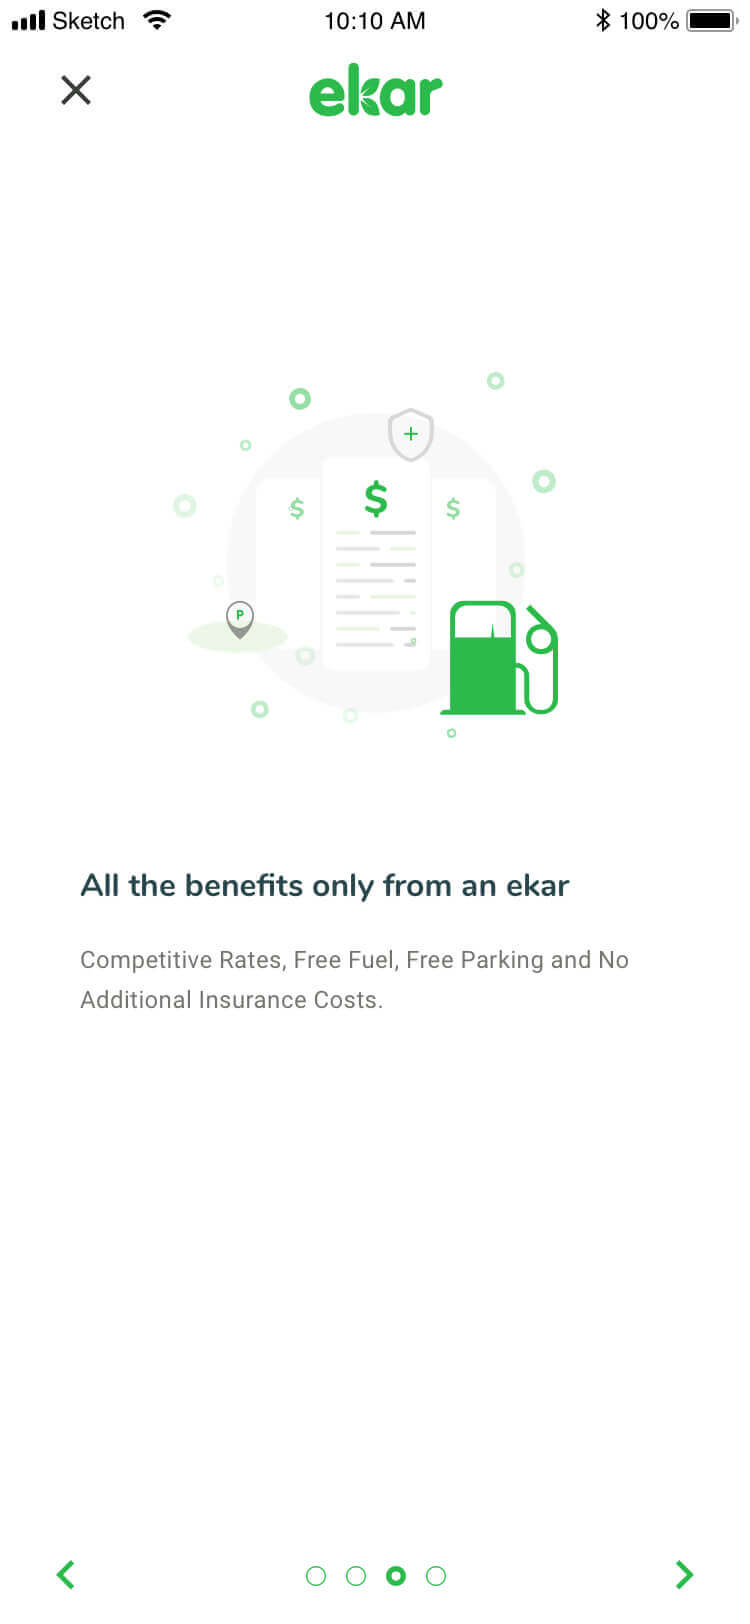 Sketch 10:10 AM 100%
ekar
$
$ $
P
All the benefits only from an ekar
Competitive Rates, Free Fuel, Free Parking and No
Additional Insurance Costs.